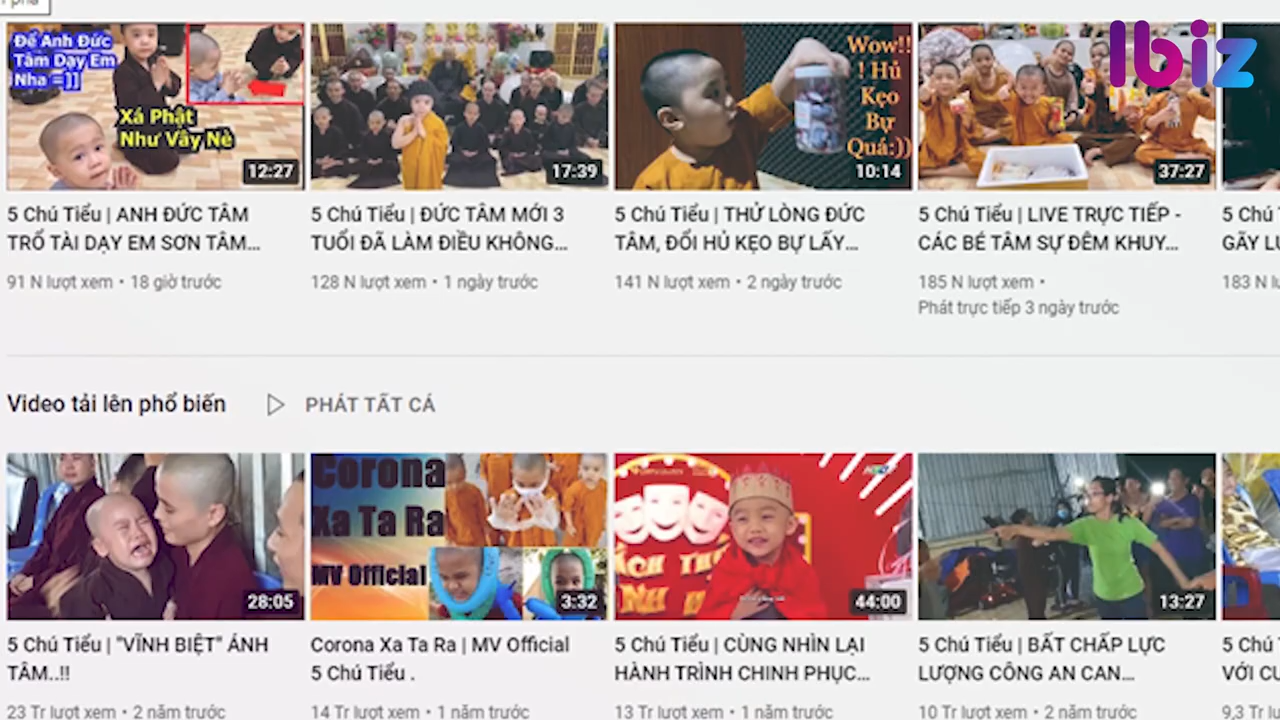 Để Anh Đức
Tâm Dạy Em
Nha =]]
Xá Phật
Như Vầy Nè
12:27
17:39
Wow!!
! Hủ
Kẹo
Bự
Quá:))
10:14
Ibiz
37:27
5 Chú Tiểu | ANH ĐỨC TÂM
TRỔ TÀI DẠY EM SƠN TÂM...
91 N lượt xem • 18 giờ trước
5 Chú Tiểu | ĐỨC TÂM MỚI 3
TUỔI ĐÃ LÀM ĐIỀU KHÔNG...
128 N lượt xem • 1 ngày trước
5 Chú Tiểu | THỬ LÒNG ĐỨC
TÂM, ĐỔI HỦ KẸO BỰ LẤY...
141 N lượt xem • 2 ngày trước
5 Chú Tiểu | LIVE TRỰC TIẾP -
CÁC BÉ TÂM SỰ ĐÊM KHUY...
185 N lượt xem •
Phát trực tiếp 3 ngày trước
5 Chú
GÃY
183 N
Video tải lên phổ biến
PHÁT TẤT CẢ
28:05
Corona
Xa Ta Ra
MV Official
3:32
44:00
13:27
5 Chú Tiểu | "VĨNH BIỆT" ÁNH
TÂM..!!
23 Tr lượt xem • 2 năm trước
Corona Xa Ta Ra | MV Official
5 Chú Tiểu .
14 Tr lượt xem • 1 năm trước
5 Chú Tiểu | CÙNG NHÌN LẠI
HÀNH TRÌNH CHINH PHỤC...
13 Tr lượt xem • 1 năm trước
5 Chú Tiểu | BẤT CHẤP LỰC
LƯỢNG CÔNG AN CAN...
10 Tr lượt xem • 2 năm trước
5 Chú
VỚI
9,3 Tr